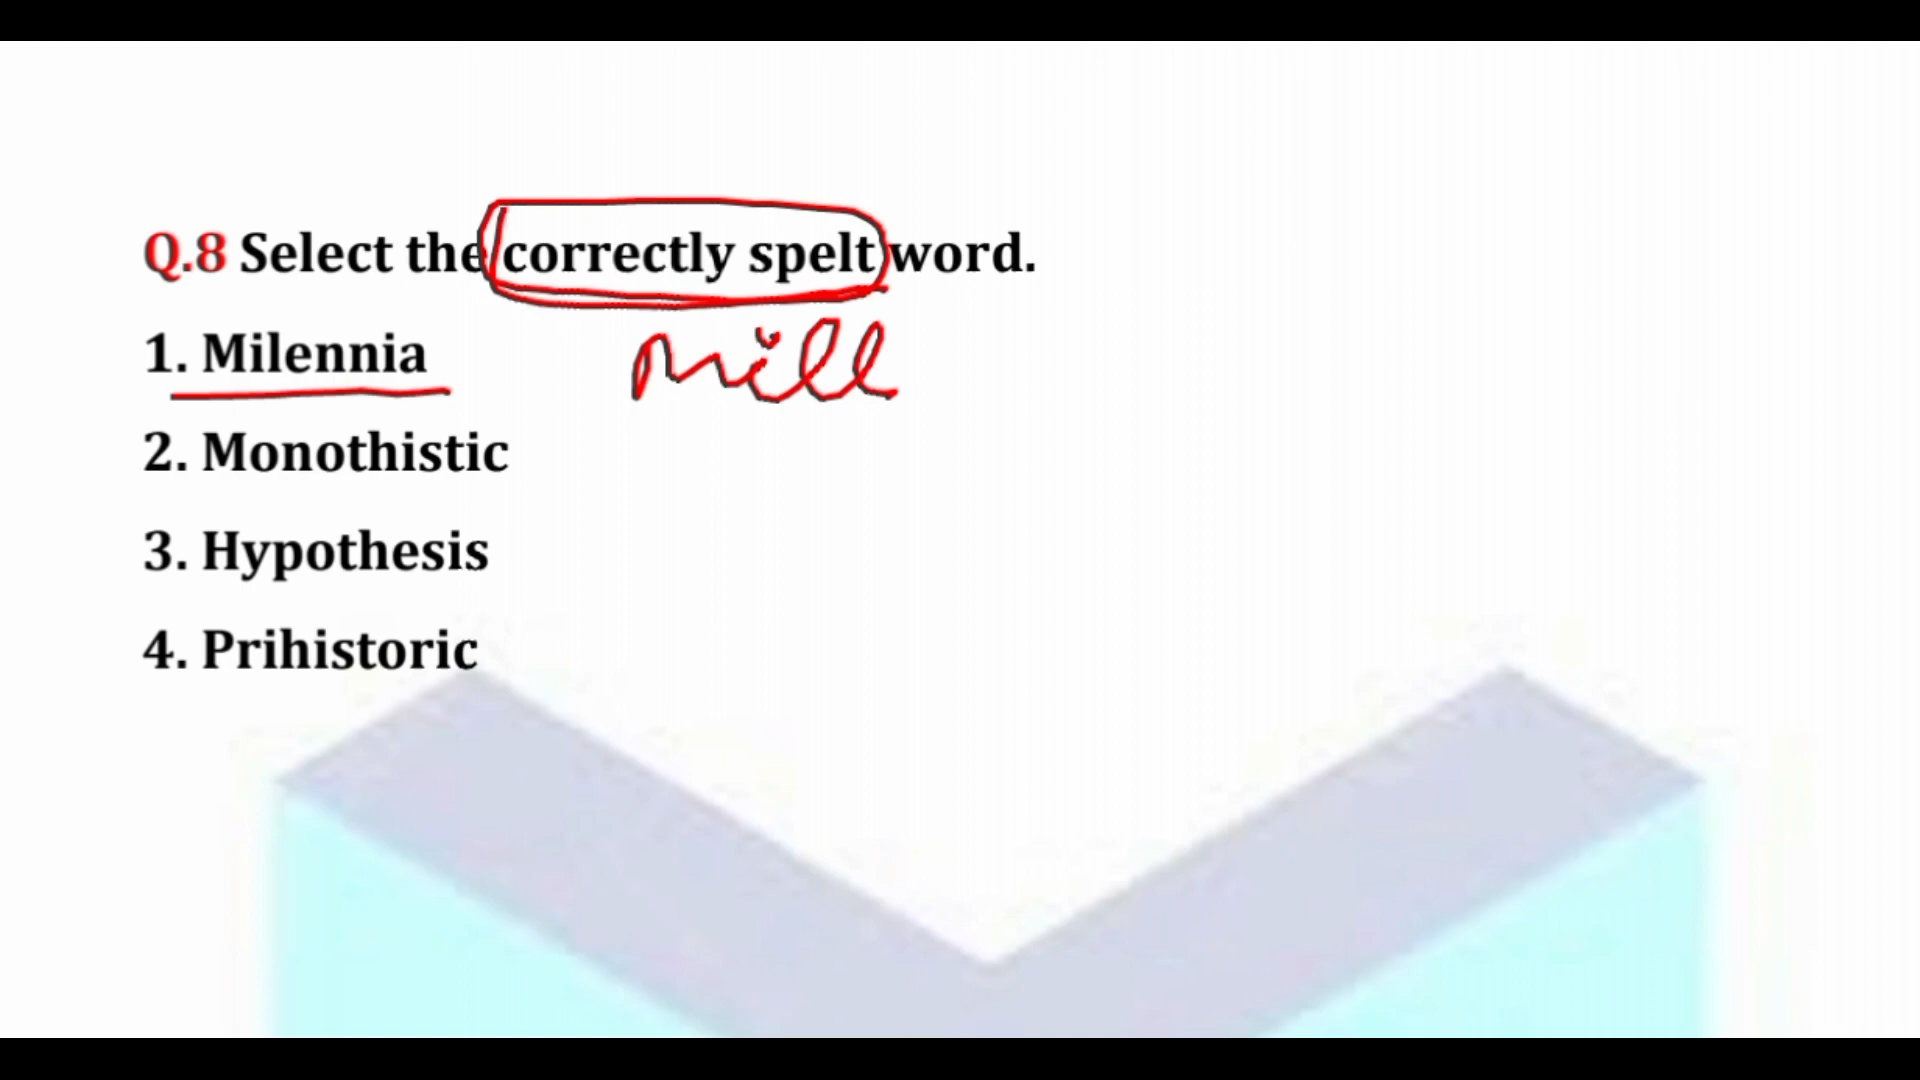 Q.8 Select the correctly spelt word.
1. Milennia
mill
2. Monothistic
3. Hypothesis
4. Prihistoric